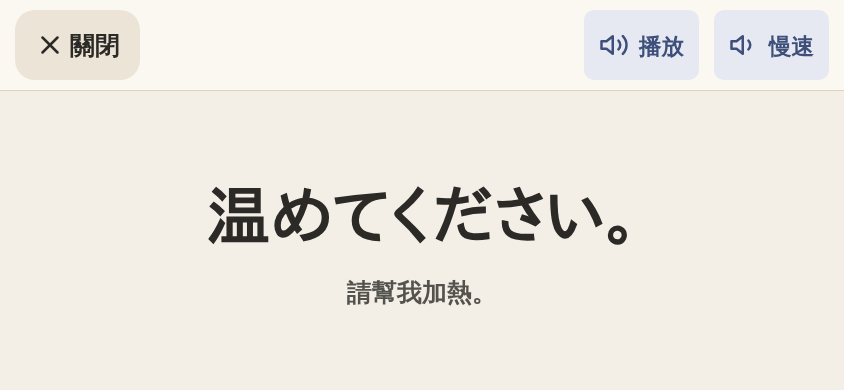 關閉
播放
慢速
温めてください。
請幫我加熱。